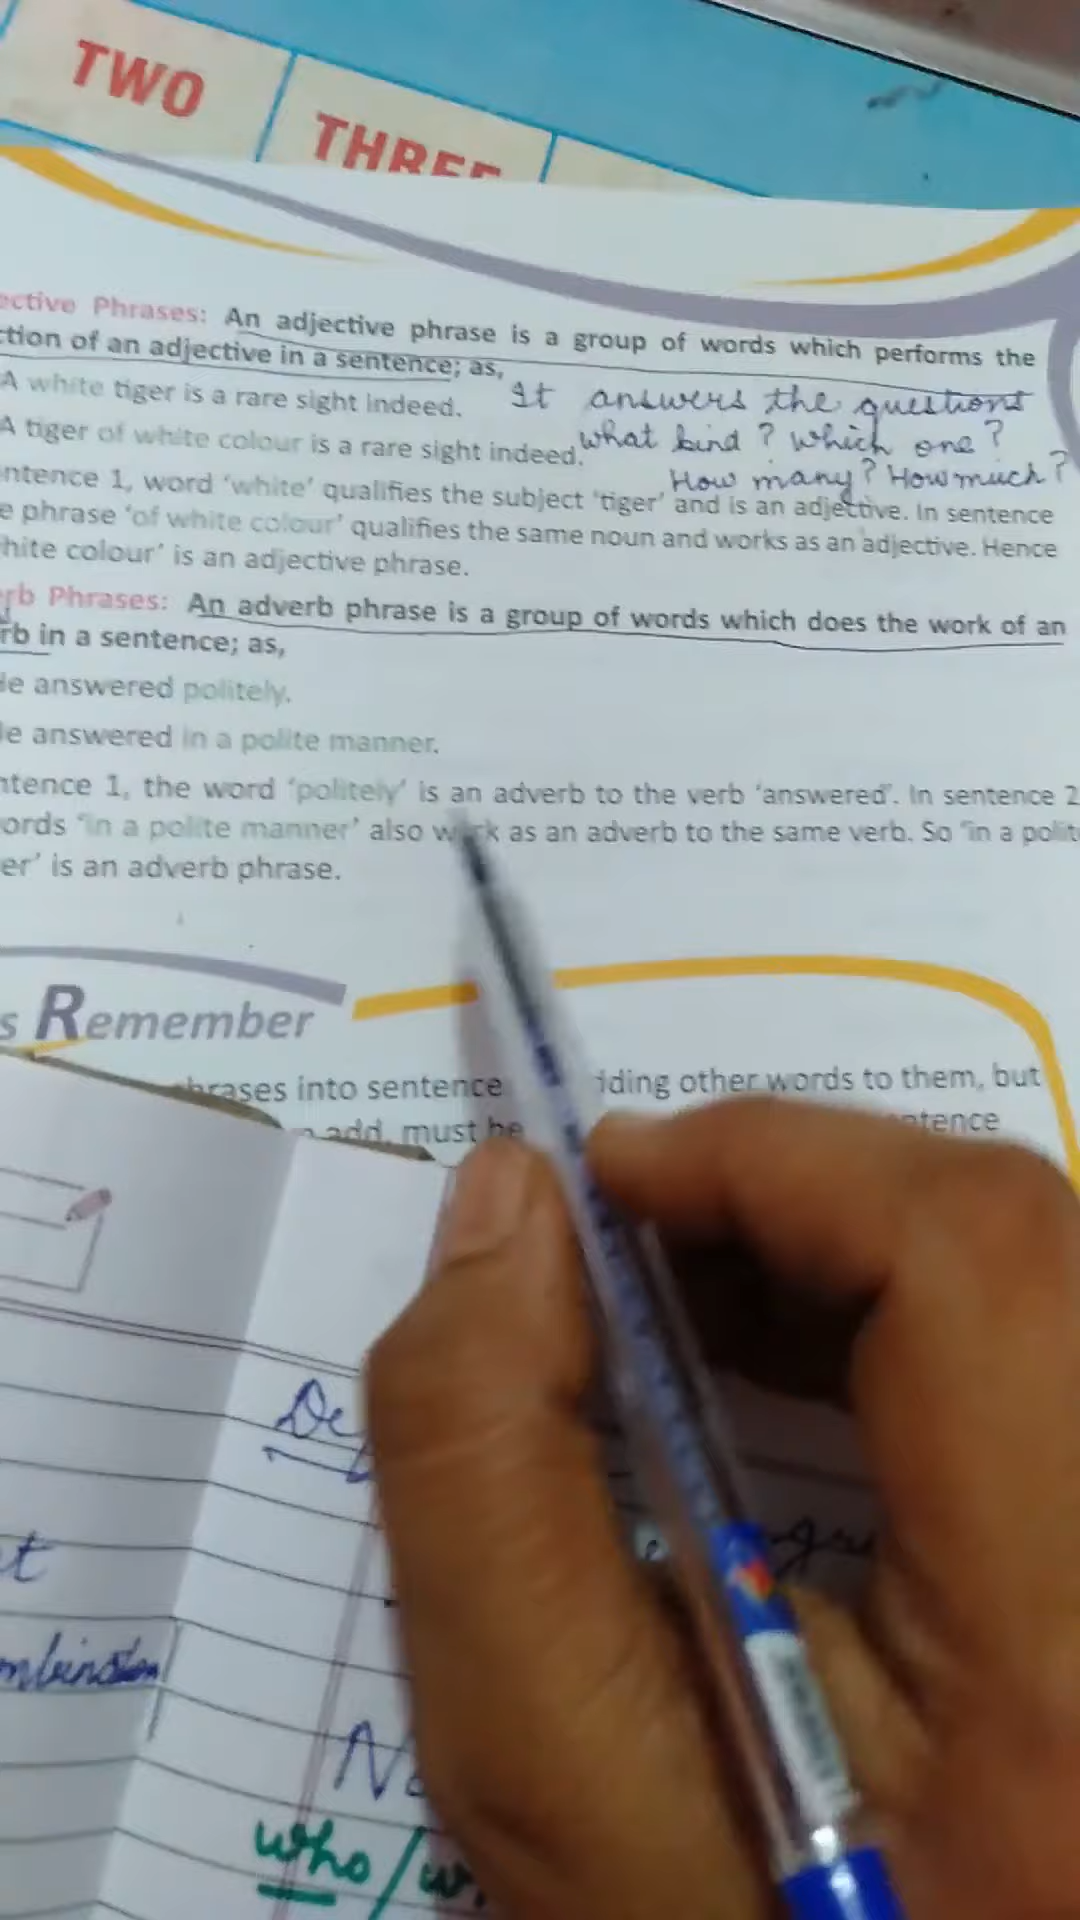 TWO
THREE
ective Phrases: An adjective phrase is a group of words which performs the
ction of an adjective in a sentence; as,
A white tiger is a rare sight indeed.
It answers the questions
A tiger of white colour is a rare sight indeed.
what kind? which one?
How many? How much?
ntence 1, word 'white' qualifies the subject 'tiger' and is an adjective. In sentence
e phrase 'of white colour' qualifies the same noun and works as an adjective. Hence
hite colour' is an adjective phrase.
rb Phrases: An adverb phrase is a group of words which does the work of an
rb in a sentence; as,
He answered politely.
He answered in a polite manner.
ntence 1, the word 'politely' is an adverb to the verb 'answered'. In sentence 2
ords 'in a polite manner' also work as an adverb to the same verb. So 'in a polit
er' is an adverb phrase.
s Remember
hrases into sentence
ding other words to them, but
add, must be
ntence
De
t
mbination
who/w